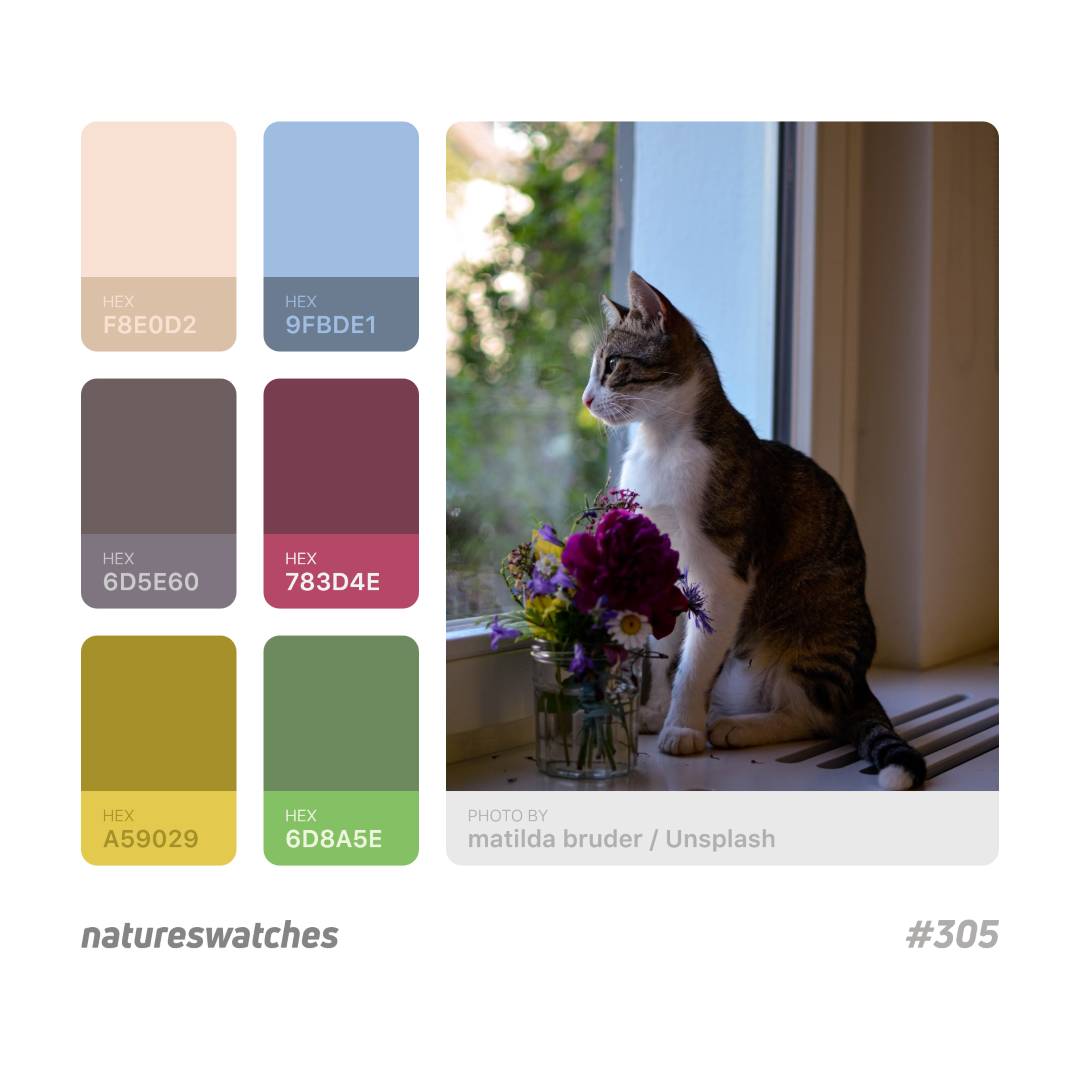 HEX
F8E0D2
HEX
9FBDE1
HEX
6D5E60
HEX
783D4E
HEX
A59029
HEX
6D8A5E
PHOTO BY
matilda bruder / Unsplash
natureswatches
#305